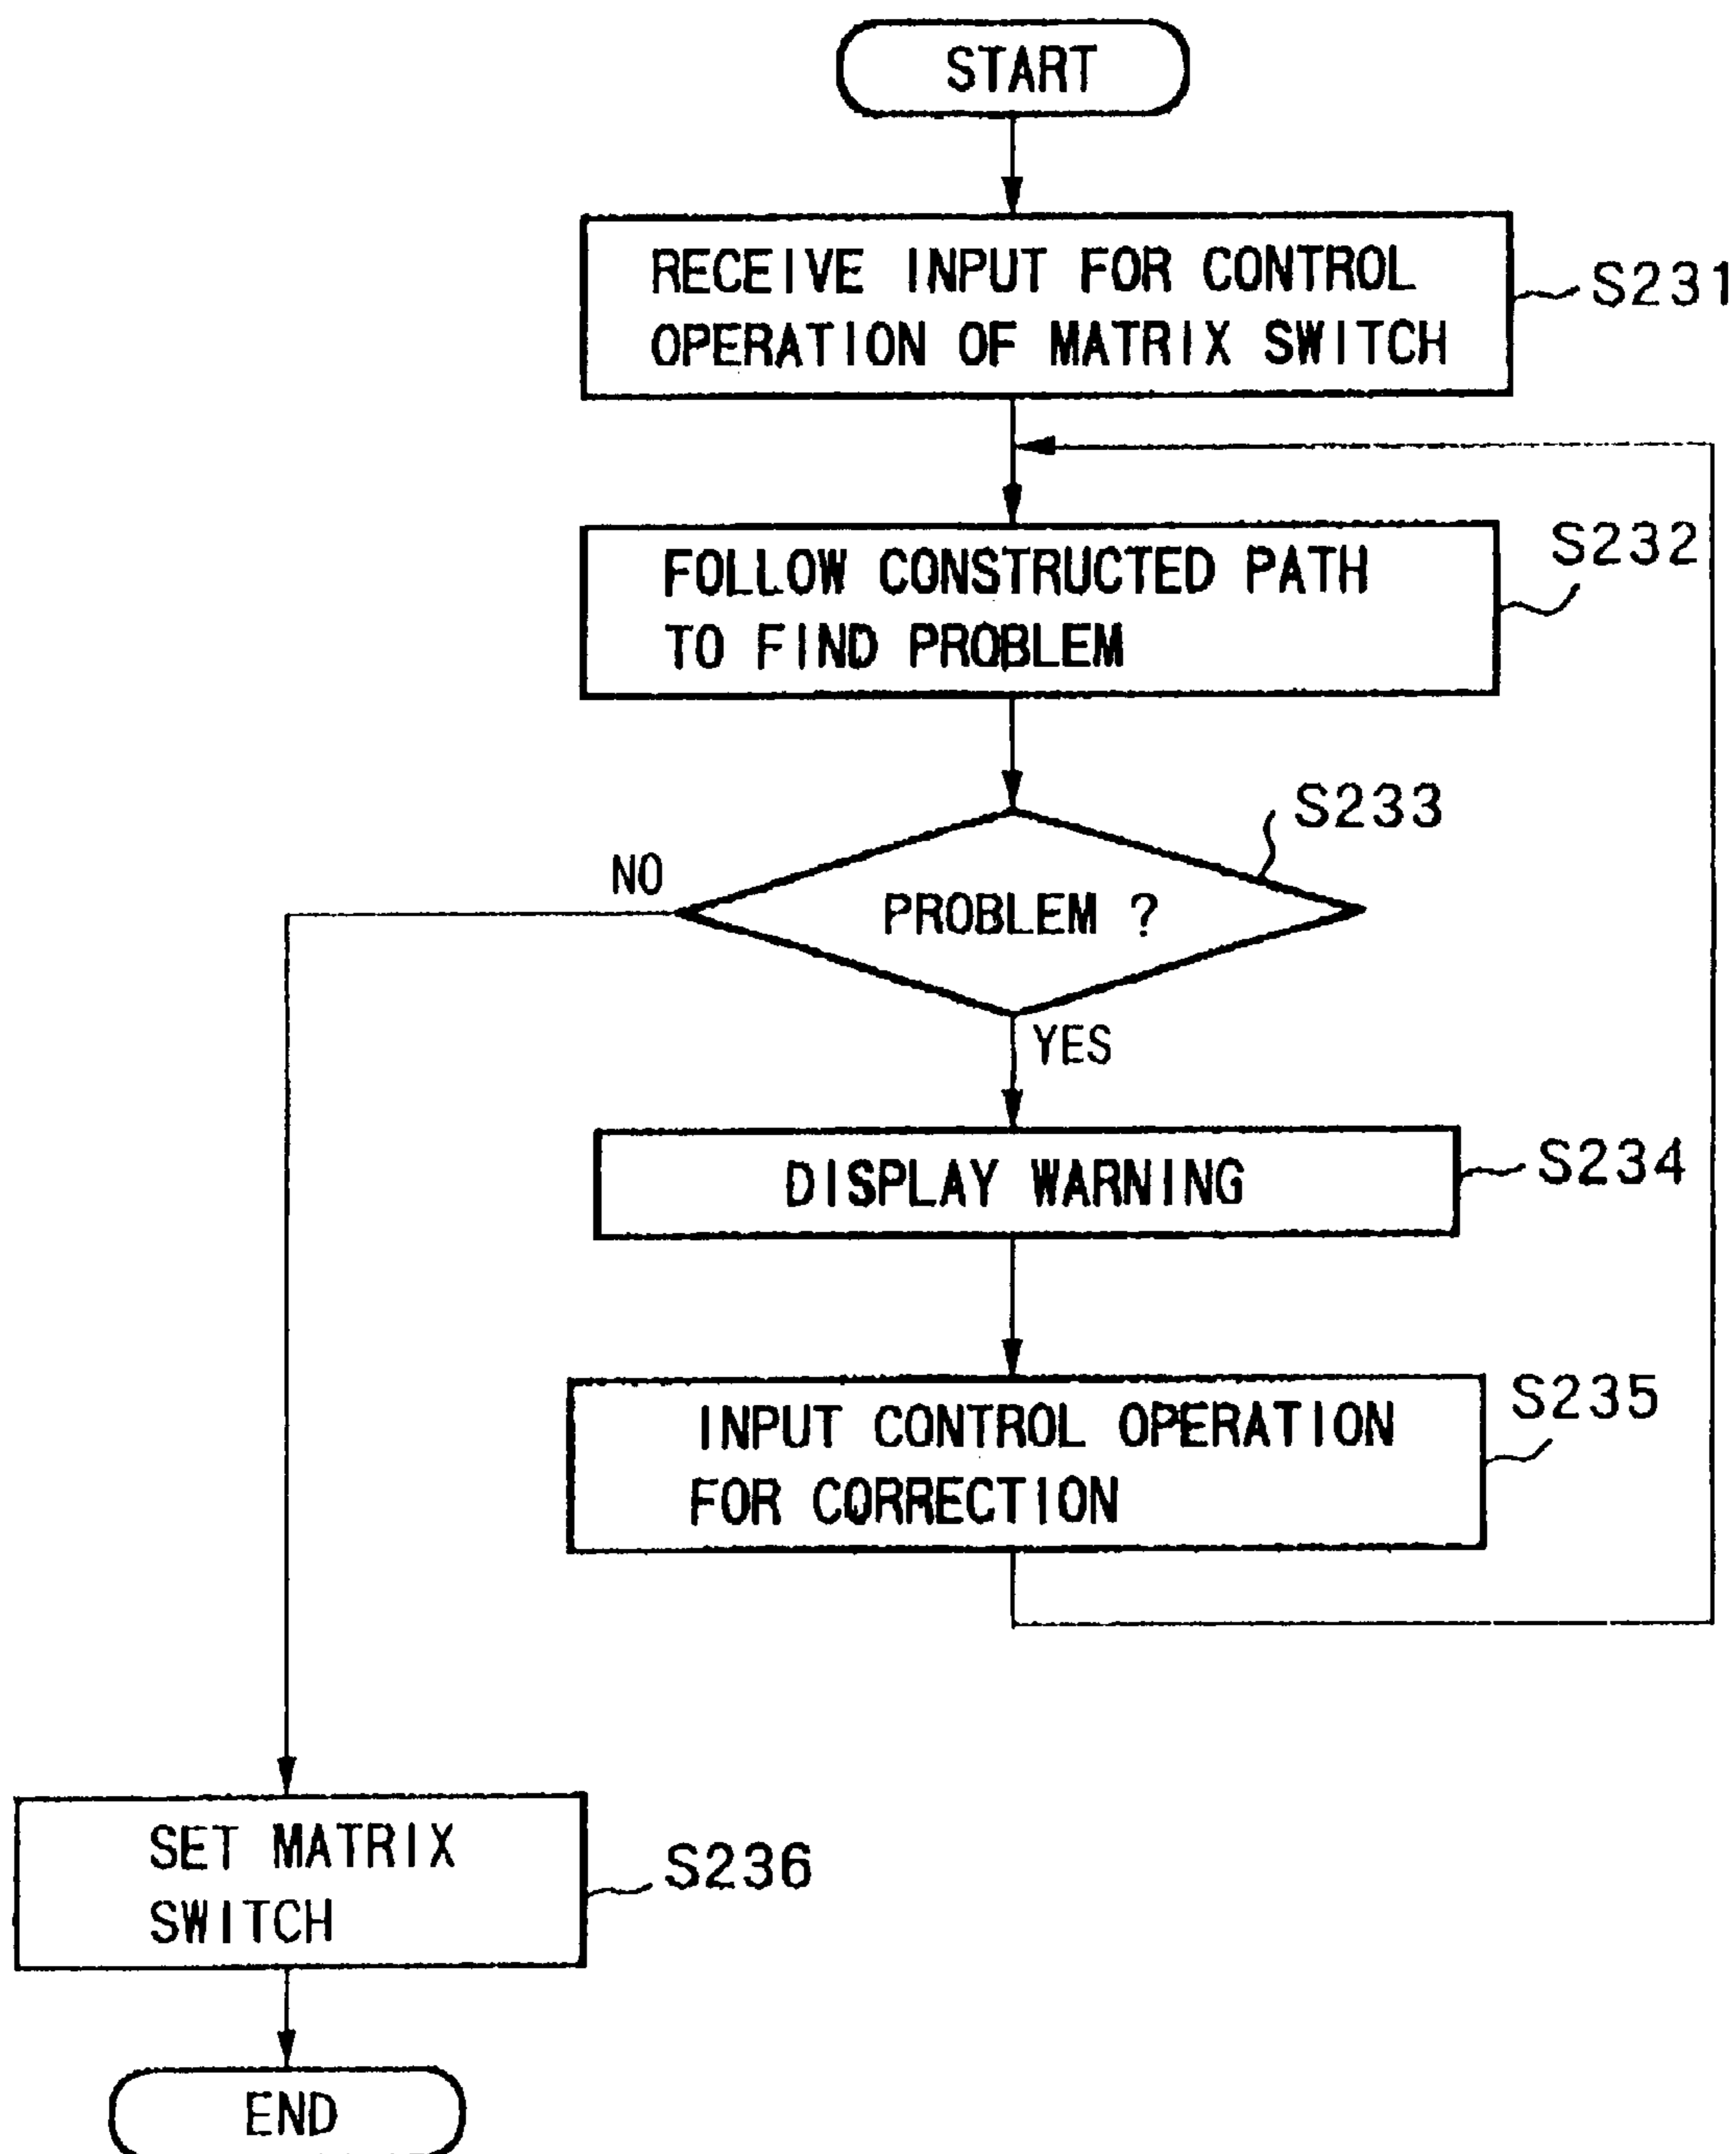 START
RECEIVE INPUT FOR CONTROL
OPERATION OF MATRIX SWITCH
S231
FOLLOW CONSTRUCTED PATH
TO FIND PROBLEM
S232
S233
NO
PROBLEM ?
YES
DISPLAY WARNING
S234
INPUT CONTROL OPERATION
FOR CORRECTION
S235
SET MATRIX
SWITCH
S236
END